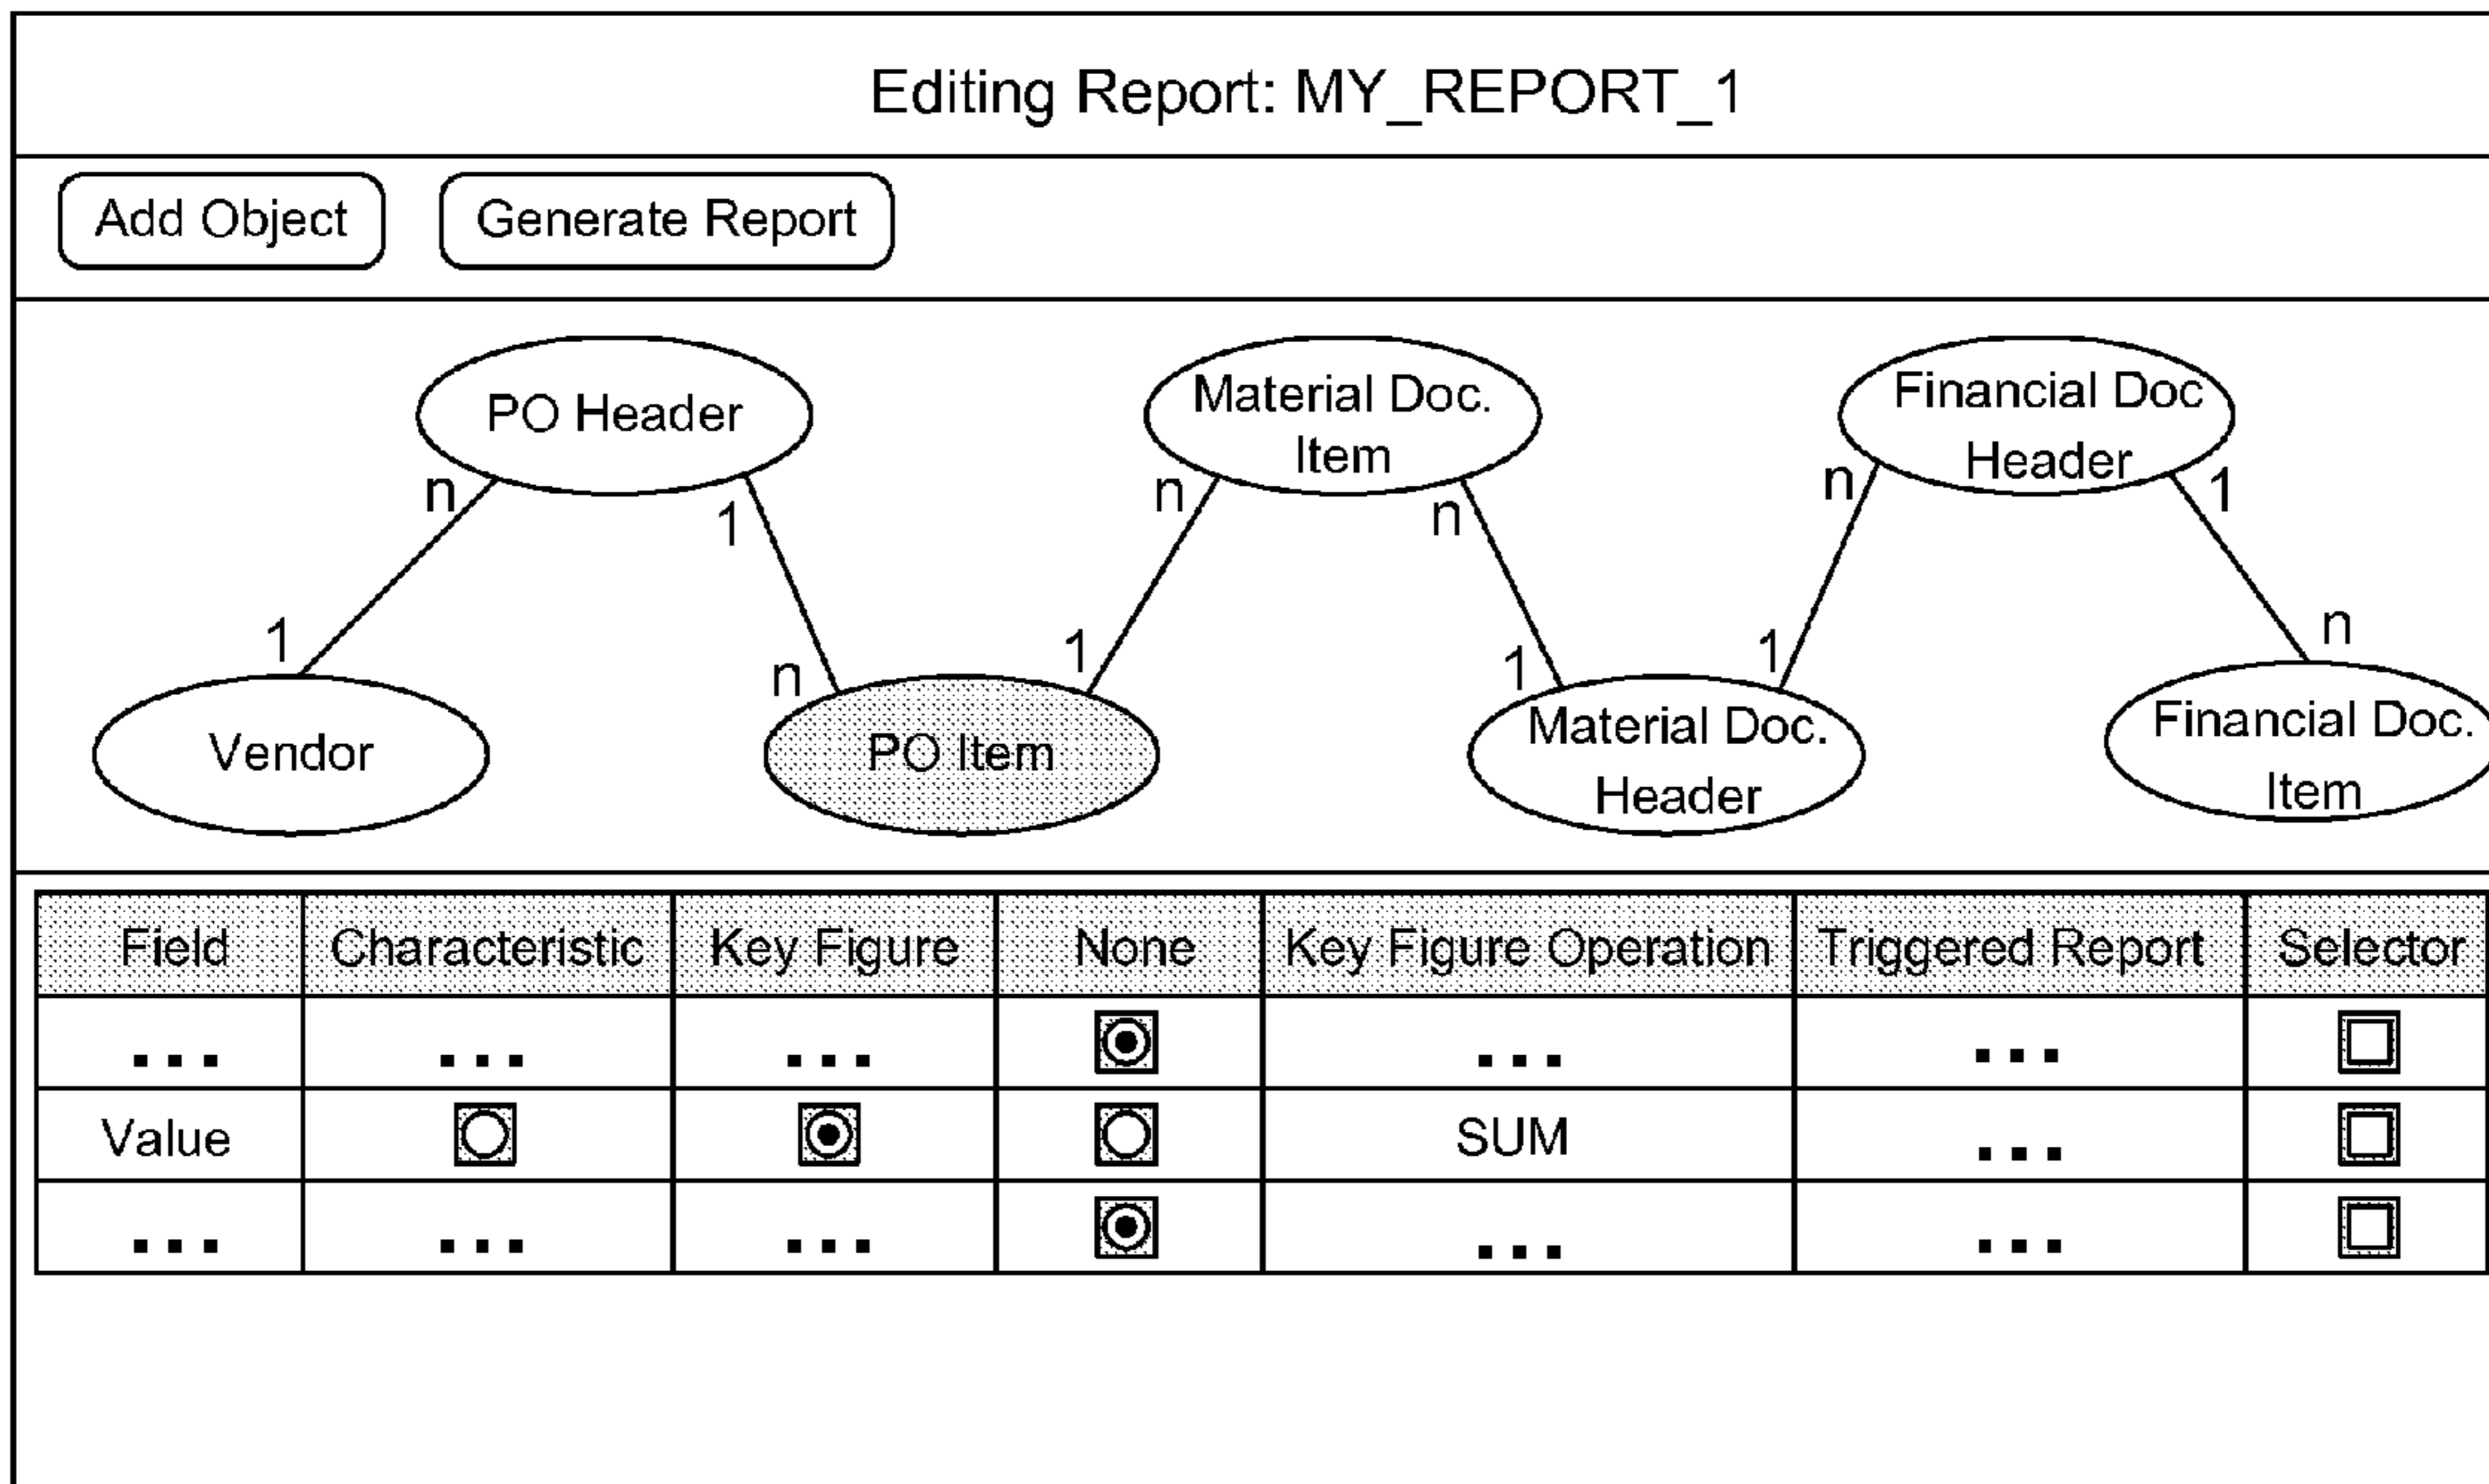 Editing Report: MY_REPORT_1
Add Object Generate Report
PO Header
Material Doc.
Item
Financial Doc
Header
n
1
n
n
n
1
1
n
1
1
1
n
Vendor
PO Item
Material Doc.
Header
Financial Doc.
Item
Field Characteristic Key Figure None Key Figure Operation Triggered Report Selector
... ... ... ... ...
Value SUM ...
... ... ... ... ...